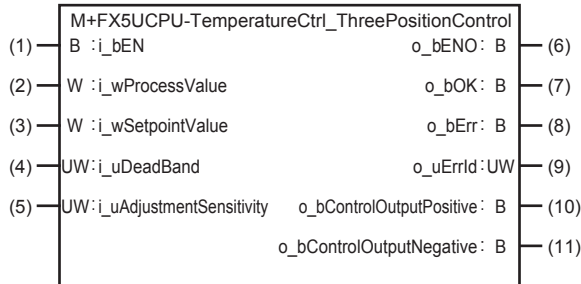 M+FX5UCPU-TemperatureCtrl_ThreePositionControl
(1) B :i_bEN o_bENO: B (6)
(2) W :i_wProcessValue o_bOK: B (7)
(3) W :i_wSetpointValue o_bErr: B (8)
(4) UW:i_uDeadBand o_uErrId:UW (9)
(5) UW:i_uAdjustmentSensitivity o_bControlOutputPositive: B (10)
o_bControlOutputNegative: B (11)